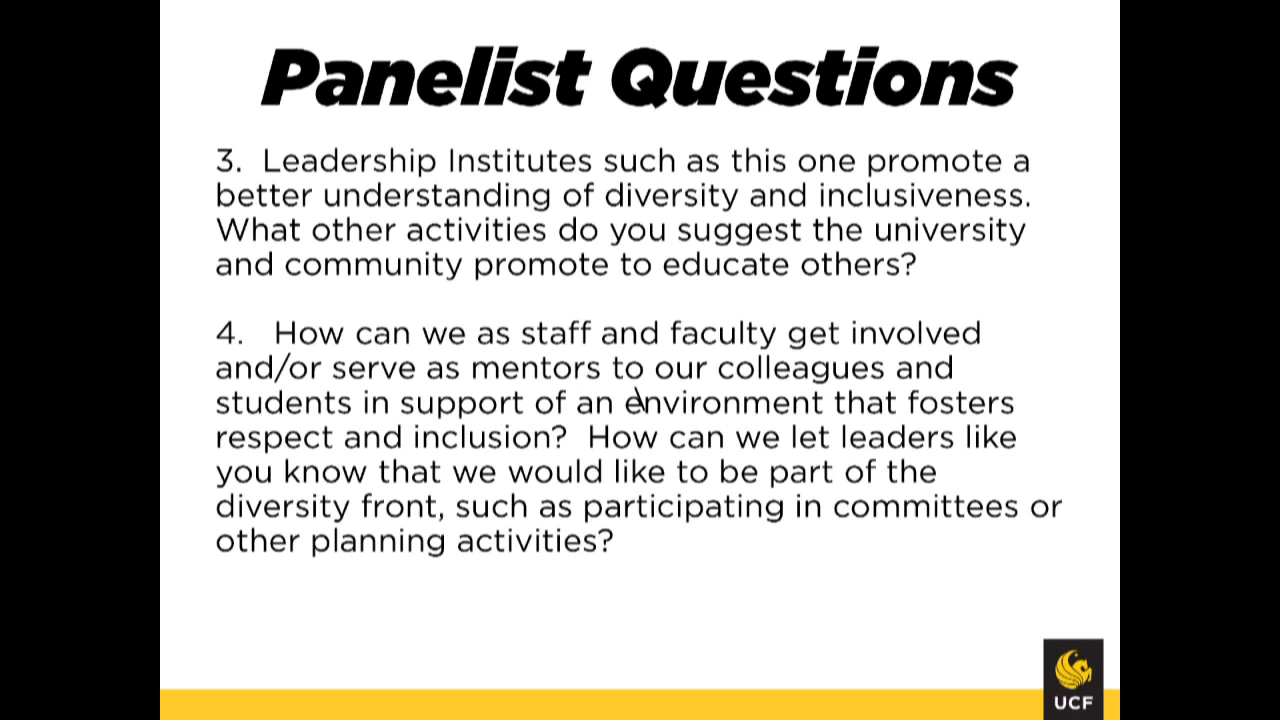 Panelist Questions
3. Leadership Institutes such as this one promote a
better understanding of diversity and inclusiveness.
What other activities do you suggest the university
and community promote to educate others?
4. How can we as staff and faculty get involved
and/or serve as mentors to our colleagues and
students in support of an environment that fosters
respect and inclusion? How can we let leaders like
you know that we would like to be part of the
diversity front, such as participating in committees or
other planning activities?
UCF